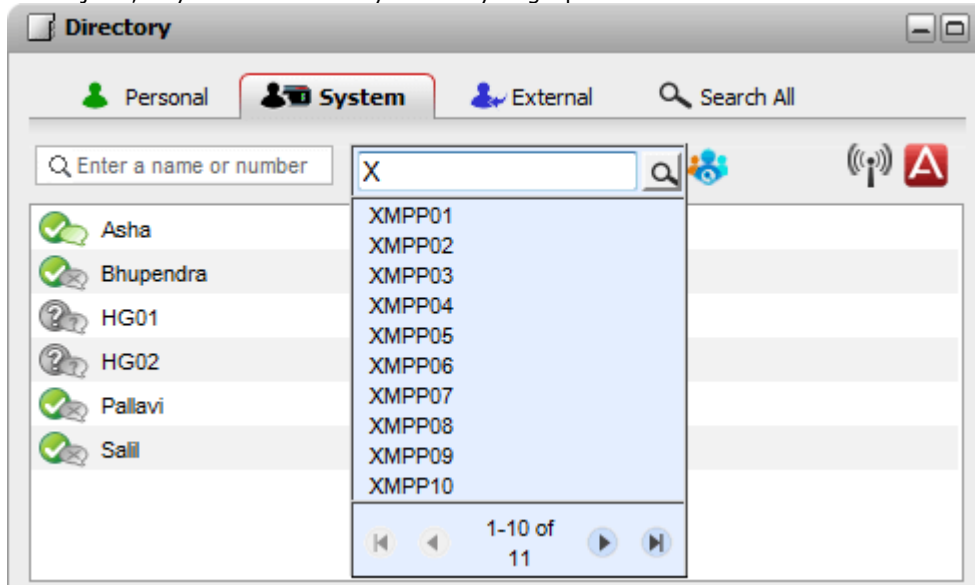 Directory
Personal System External Search All
Enter a name or number X
XMPP01
Asha
XMPP02
Bhupendra
XMPP03
HG01
XMPP04
XMPP05
HG02
XMPP06
Pallavi
XMPP07
XMPP08
Salil
XMPP09
XMPP10
1-10 of
11